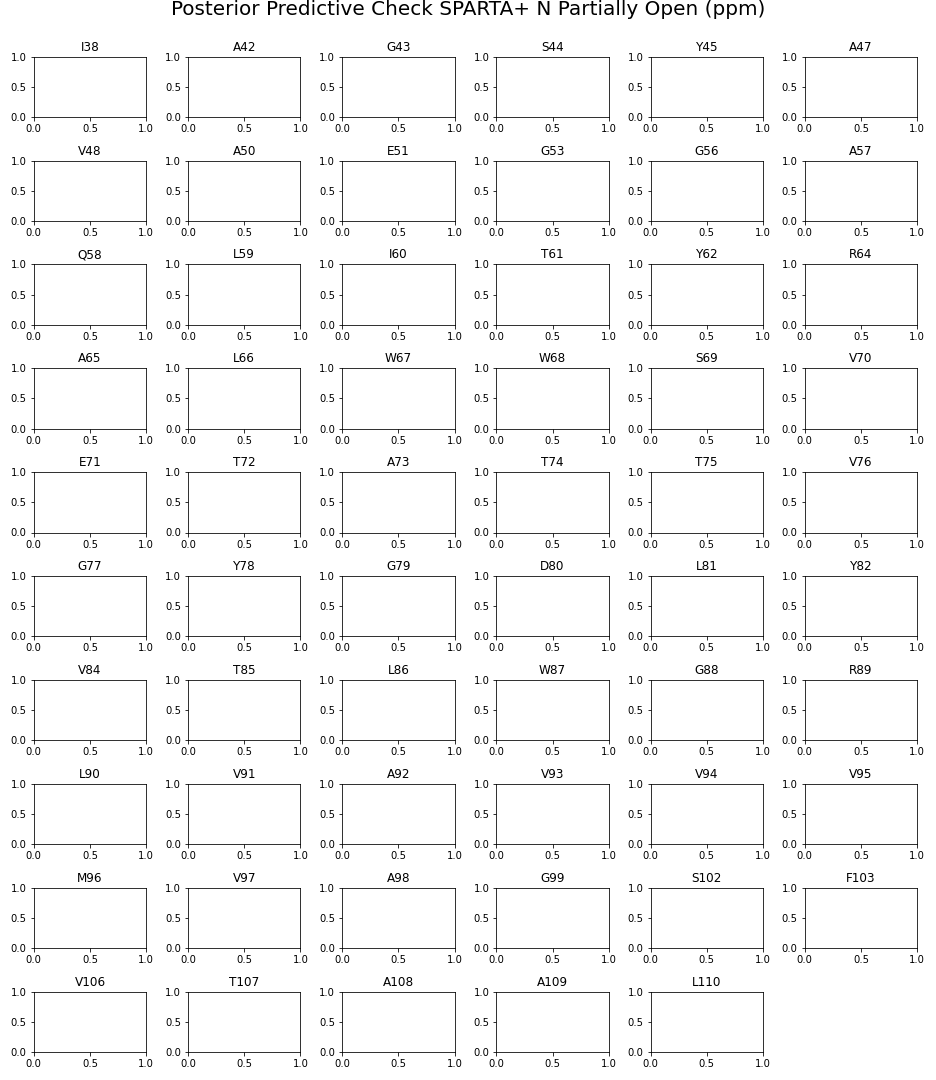 Posterior Predictive Check SPARTA+ N Partially Open (ppm)
I38 A42 G43 S44 Y45 A47
1.0 1.0 1.0 1.0 1.0 1.0
0.5 0.5 0.5 0.5 0.5 0.5
0.0 0.0 0.0 0.0 0.0 0.0
0.0 0.5 1.0 0.0 0.5 1.0 0.0 0.5 1.0 0.0 0.5 1.0 0.0 0.5 1.0 0.0 0.5 1.0
V48 A50 E51 G53 G56 A57
1.0 1.0 1.0 1.0 1.0 1.0
0.5 0.5 0.5 0.5 0.5 0.5
0.0 0.0 0.0 0.0 0.0 0.0
0.0 0.5 1.0 0.0 0.5 1.0 0.0 0.5 1.0 0.0 0.5 1.0 0.0 0.5 1.0 0.0 0.5 1.0
Q58 L59 I60 T61 Y62 R64
1.0 1.0 1.0 1.0 1.0 1.0
0.5 0.5 0.5 0.5 0.5 0.5
0.0 0.0 0.0 0.0 0.0 0.0
0.0 0.5 1.0 0.0 0.5 1.0 0.0 0.5 1.0 0.0 0.5 1.0 0.0 0.5 1.0 0.0 0.5 1.0
A65 L66 W67 W68 S69 V70
1.0 1.0 1.0 1.0 1.0 1.0
0.5 0.5 0.5 0.5 0.5 0.5
0.0 0.0 0.0 0.0 0.0 0.0
0.0 0.5 1.0 0.0 0.5 1.0 0.0 0.5 1.0 0.0 0.5 1.0 0.0 0.5 1.0 0.0 0.5 1.0
E71 T72 A73 T74 T75 V76
1.0 1.0 1.0 1.0 1.0 1.0
0.5 0.5 0.5 0.5 0.5 0.5
0.0 0.0 0.0 0.0 0.0 0.0
0.0 0.5 1.0 0.0 0.5 1.0 0.0 0.5 1.0 0.0 0.5 1.0 0.0 0.5 1.0 0.0 0.5 1.0
G77 Y78 G79 D80 L81 Y82
1.0 1.0 1.0 1.0 1.0 1.0
0.5 0.5 0.5 0.5 0.5 0.5
0.0 0.0 0.0 0.0 0.0 0.0
0.0 0.5 1.0 0.0 0.5 1.0 0.0 0.5 1.0 0.0 0.5 1.0 0.0 0.5 1.0 0.0 0.5 1.0
V84 T85 L86 W87 G88 R89
1.0 1.0 1.0 1.0 1.0 1.0
0.5 0.5 0.5 0.5 0.5 0.5
0.0 0.0 0.0 0.0 0.0 0.0
0.0 0.5 1.0 0.0 0.5 1.0 0.0 0.5 1.0 0.0 0.5 1.0 0.0 0.5 1.0 0.0 0.5 1.0
L90 V91 A92 V93 V94 V95
1.0 1.0 1.0 1.0 1.0 1.0
0.5 0.5 0.5 0.5 0.5 0.5
0.0 0.0 0.0 0.0 0.0 0.0
0.0 0.5 1.0 0.0 0.5 1.0 0.0 0.5 1.0 0.0 0.5 1.0 0.0 0.5 1.0 0.0 0.5 1.0
M96 V97 A98 G99 S102 F103
1.0 1.0 1.0 1.0 1.0 1.0
0.5 0.5 0.5 0.5 0.5 0.5
0.0 0.0 0.0 0.0 0.0 0.0
0.0 0.5 1.0 0.0 0.5 1.0 0.0 0.5 1.0 0.0 0.5 1.0 0.0 0.5 1.0 0.0 0.5 1.0
V106 T107 A108 A109 L110
1.0 1.0 1.0 1.0 1.0
0.5 0.5 0.5 0.5 0.5
0.0 0.0 0.0 0.0 0.0
0.0 0.5 1.0 0.0 0.5 1.0 0.0 0.5 1.0 0.0 0.5 1.0 0.0 0.5 1.0